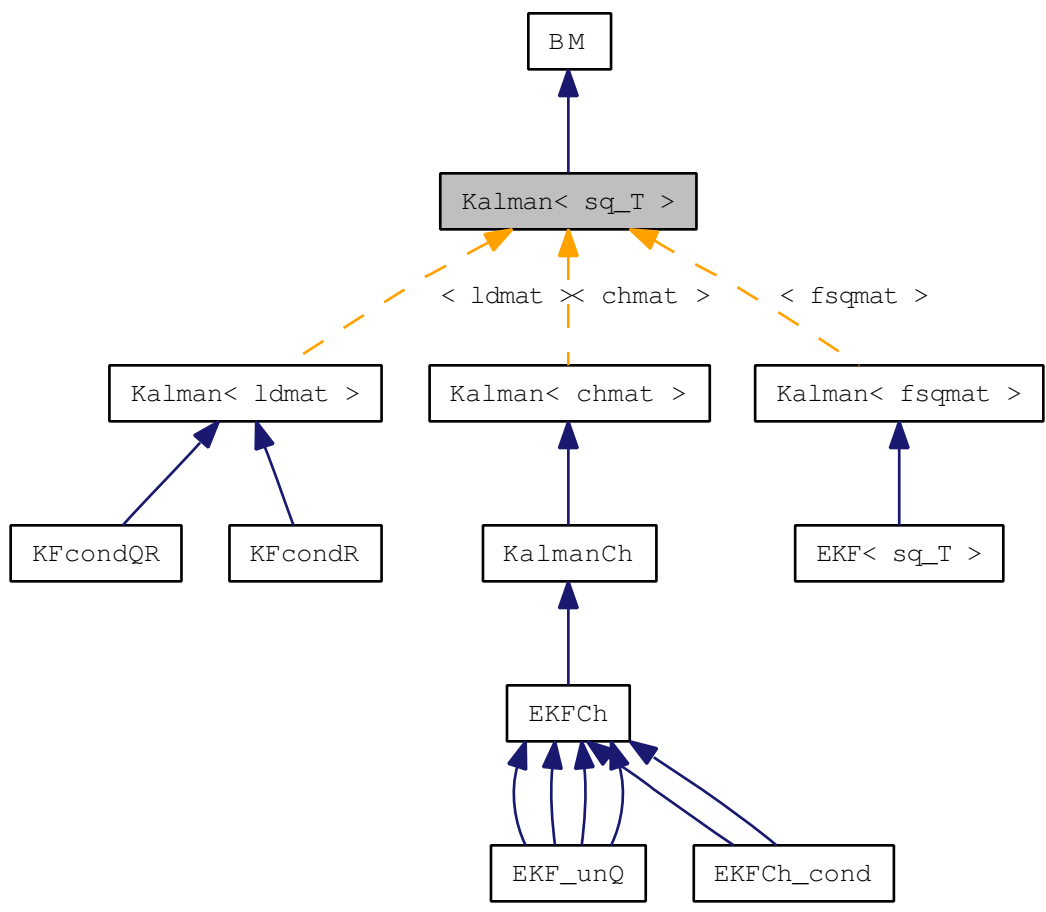 BM
Kalman< sq_T >
< ldmat >
< chmat >
< fsqmat >
Kalman< ldmat >
Kalman< chmat >
Kalman< fsqmat >
KFcondQR
KFcondR
KalmanCh
EKF< sq_T >
EKFCh
EKF_unQ
EKFCh_cond